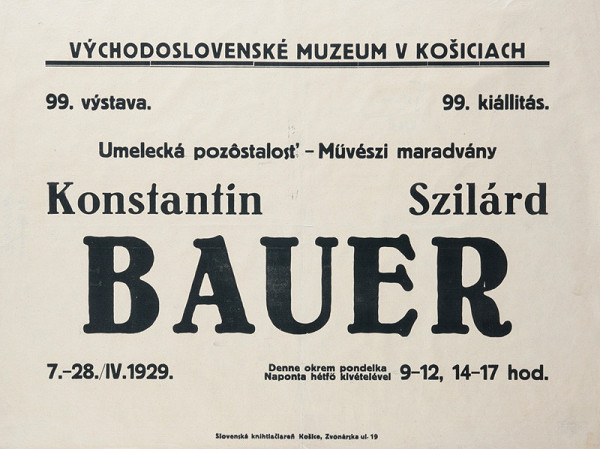 VÝCHODOSLOVENSKÉ MUZEUM V KOŠICIACH
99. výstava. 99. kiállitás.
Umelecká pozôstalosť – Művészi maradvány
Konstantin Szilárd
BAUER
7.–28./IV.1929. Denne okrem pondelka 9–12, 14–17 hod.
Naponta hétfő kivételével
Slovenská knihtlačiareň Košice, Zvonárska ul. 19